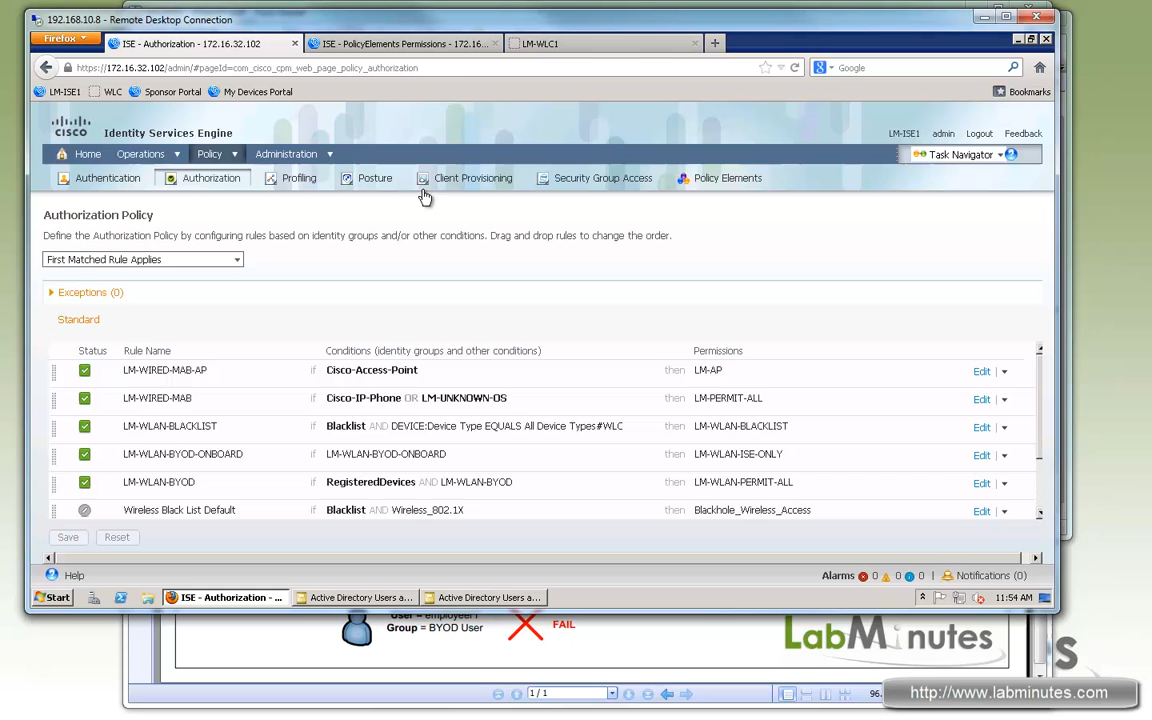 192.168.10.8 - Remote Desktop Connection
Firefox
ISE - Authorization - 172.16.32.102
ISE - PolicyElements Permissions - 172.16...
LM-WLC1
https://172.16.32.102/admin/#pageId=com_cisco_cpm_web_page_policy_authorization
Google
LM-ISE1 WLC Sponsor Portal My Devices Portal Bookmarks
CISCO Identity Services Engine
LM-ISE1 admin Logout Feedback
Home Operations Policy Administration Task Navigator
Authentication Authorization Profiling Posture Client Provisioning Security Group Access Policy Elements
Authorization Policy
Define the Authorization Policy by configuring rules based on identity groups and/or other conditions. Drag and drop rules to change the order.
First Matched Rule Applies
Exceptions (0)
Standard
Status Rule Name Conditions (identity groups and other conditions) Permissions
LM-WIRED-MAB-AP if Cisco-Access-Point then LM-AP Edit
LM-WIRED-MAB if Cisco-IP-Phone OR LM-UNKNOWN-OS then LM-PERMIT-ALL Edit
LM-WLAN-BLACKLIST if Blacklist AND DEVICE:Device Type EQUALS All Device Types#WLC then LM-WLAN-BLACKLIST Edit
LM-WLAN-BYOD-ONBOARD if LM-WLAN-BYOD-ONBOARD then LM-WLAN-ISE-ONLY Edit
LM-WLAN-BYOD if RegisteredDevices AND LM-WLAN-BYOD then LM-WLAN-PERMIT-ALL Edit
Wireless Black List Default if Blacklist AND Wireless_802.1X then Blackhole_Wireless_Access Edit
Save Reset
Help Alarms 0 0 0 Notifications (0)
Start ISE - Authorization - ... Active Directory Users a... Active Directory Users a... 11:54 AM
Group = BYOD User
FAIL
LabMinutes
1 / 1
96.
http://www.labminutes.com